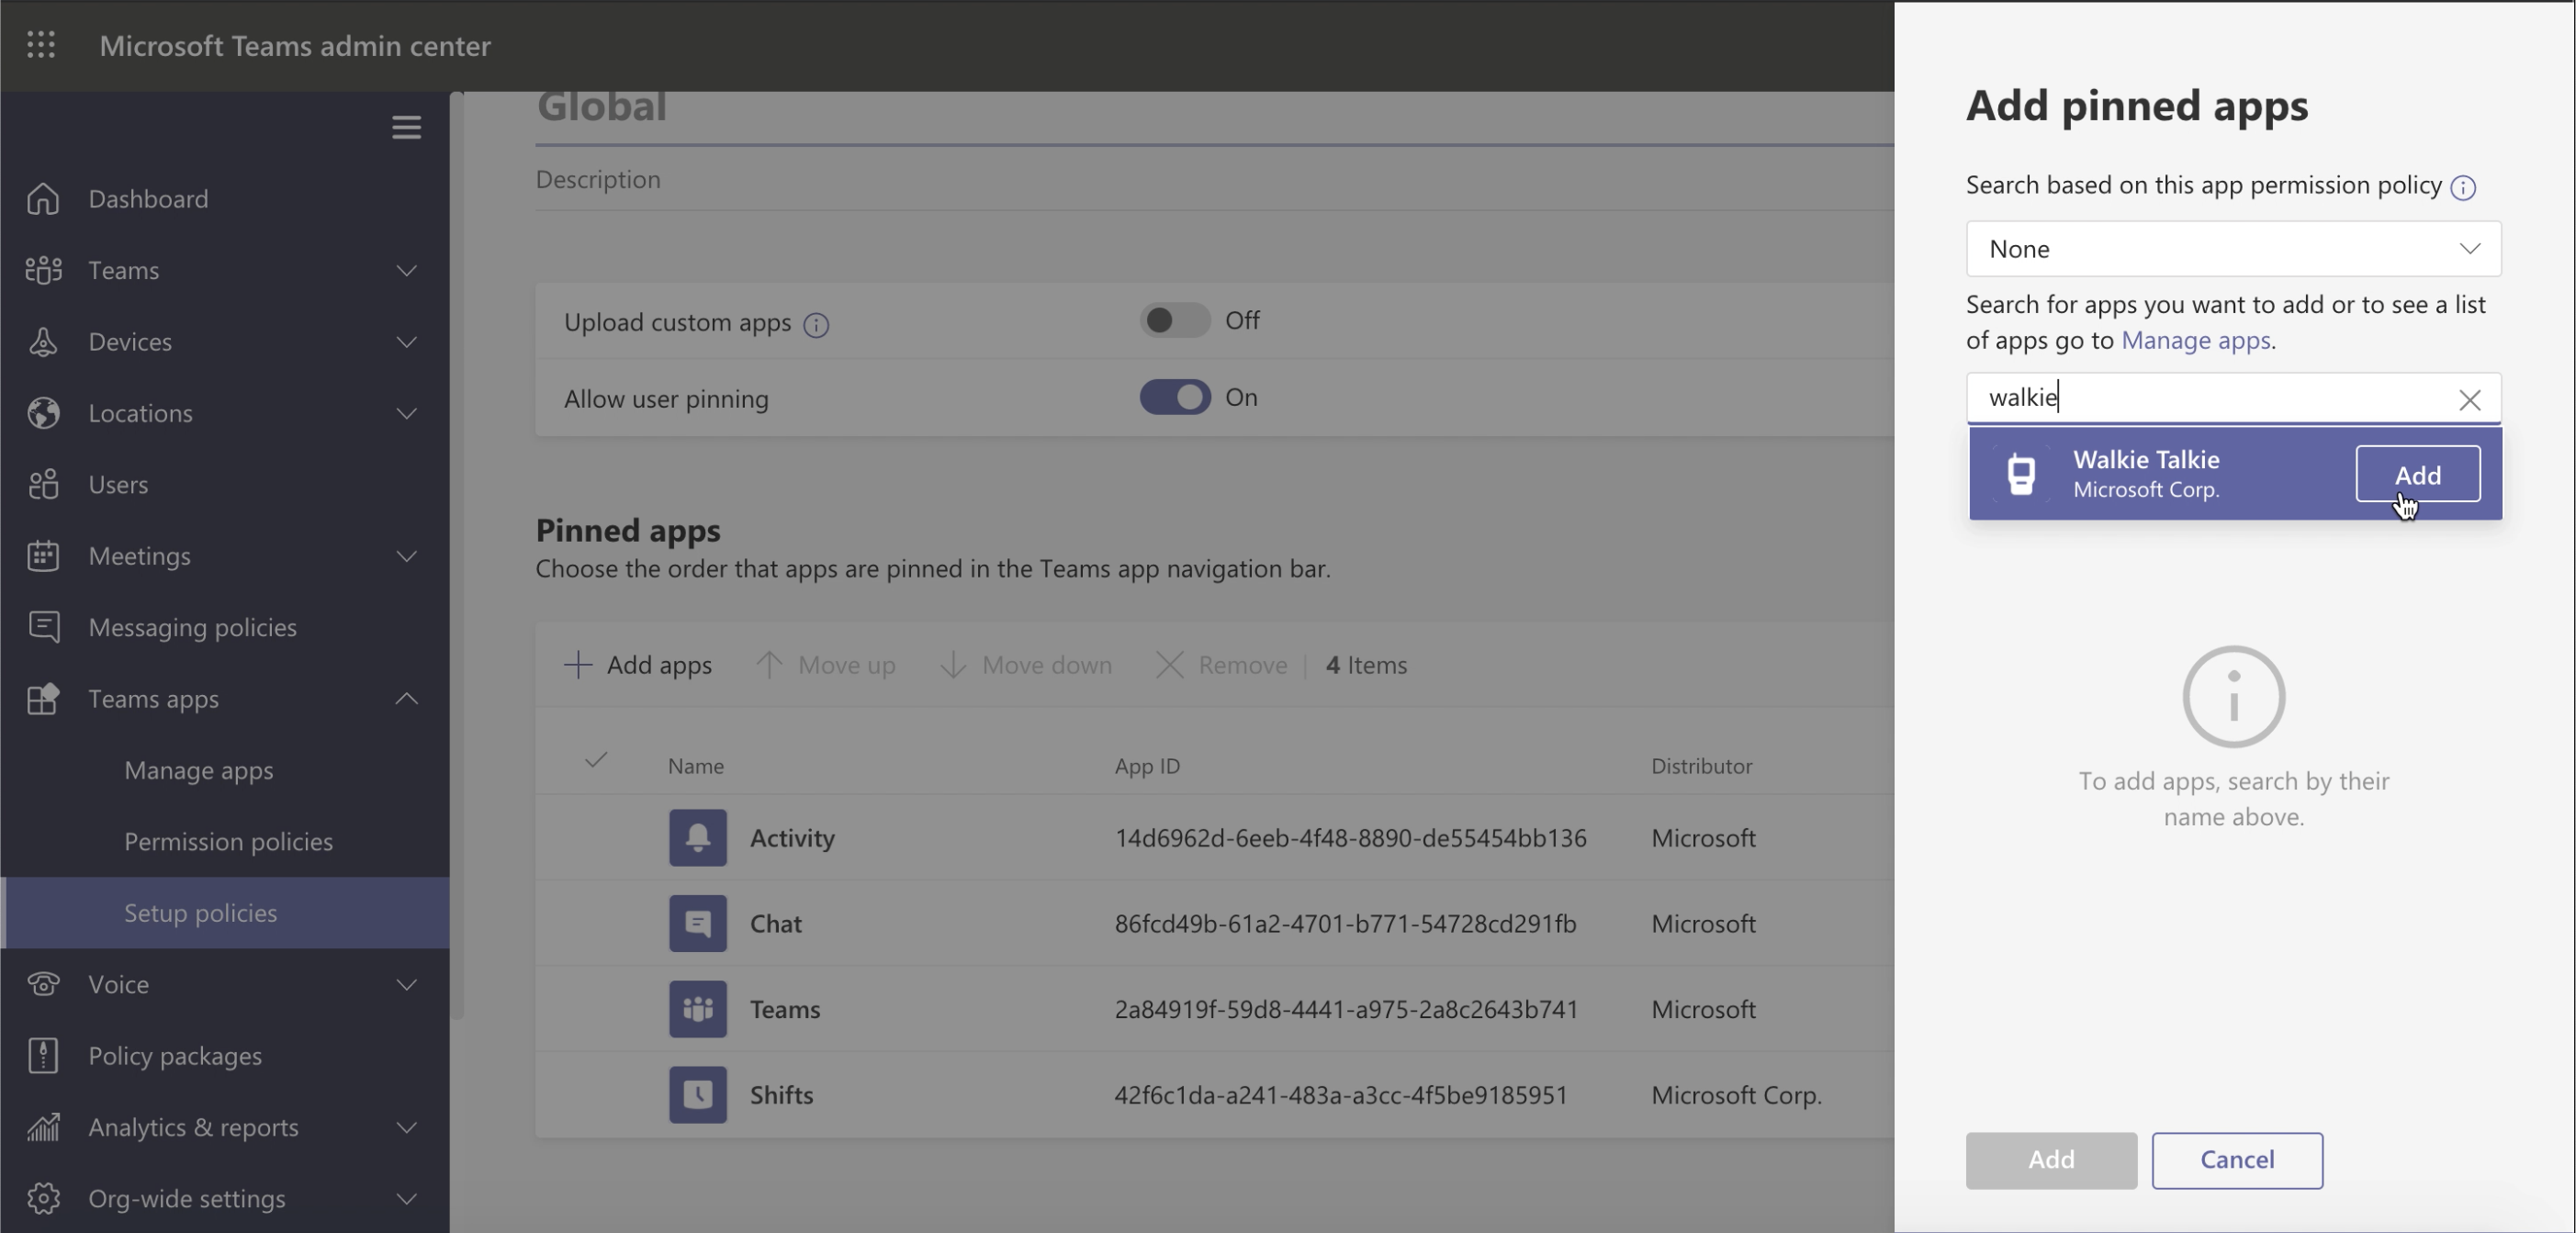 Microsoft Teams admin center
Dashboard
Teams
Devices
Locations
Users
Meetings
Messaging policies
Teams apps
Manage apps
Permission policies
Setup policies
Voice
Policy packages
Analytics & reports
Org-wide settings
Global
Description
Upload custom apps Off
Allow user pinning On
Pinned apps
Choose the order that apps are pinned in the Teams app navigation bar.
Add apps Move up Move down Remove 4 Items
Name App ID Distributor
Activity 14d6962d-6eeb-4f48-8890-de55454bb136 Microsoft
Chat 86fcd49b-61a2-4701-b771-54728cd291fb Microsoft
Teams 2a84919f-59d8-4441-a975-2a8c2643b741 Microsoft
Shifts 42f6c1da-a241-483a-a3cc-4f5be9185951 Microsoft Corp.
Add pinned apps
Search based on this app permission policy
None
Search for apps you want to add or to see a list
of apps go to Manage apps.
walkie
Walkie Talkie
Microsoft Corp.
Add
To add apps, search by their
name above.
Add Cancel